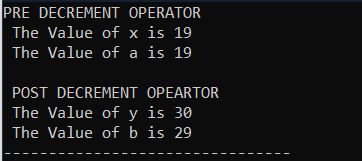 PRE DECREMENT OPERATOR
The Value of x is 19
The Value of a is 19
POST DECREMENT OPEARTOR
The Value of y is 30
The Value of b is 29
--------------------------------